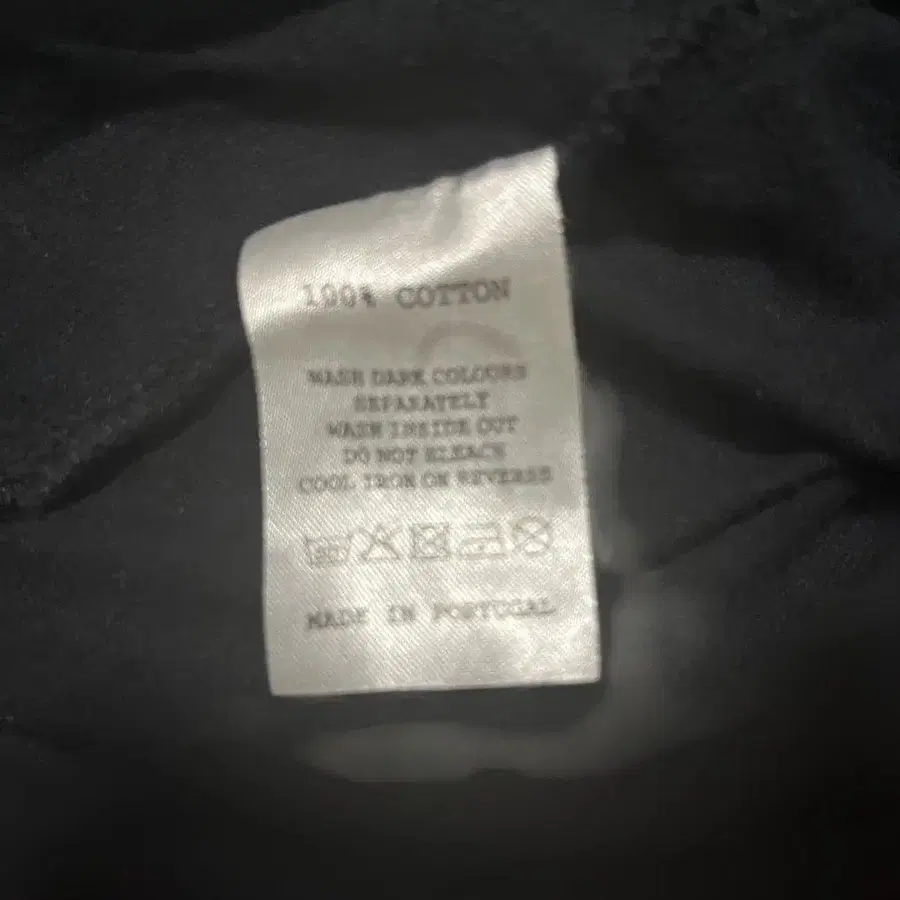 100% COTTON
WASH DARK COLOURS
SEPARATELY
WASH INSIDE OUT
DO NOT BLEACH
COOL IRON ON REVERSE
MADE IN PORTUGAL